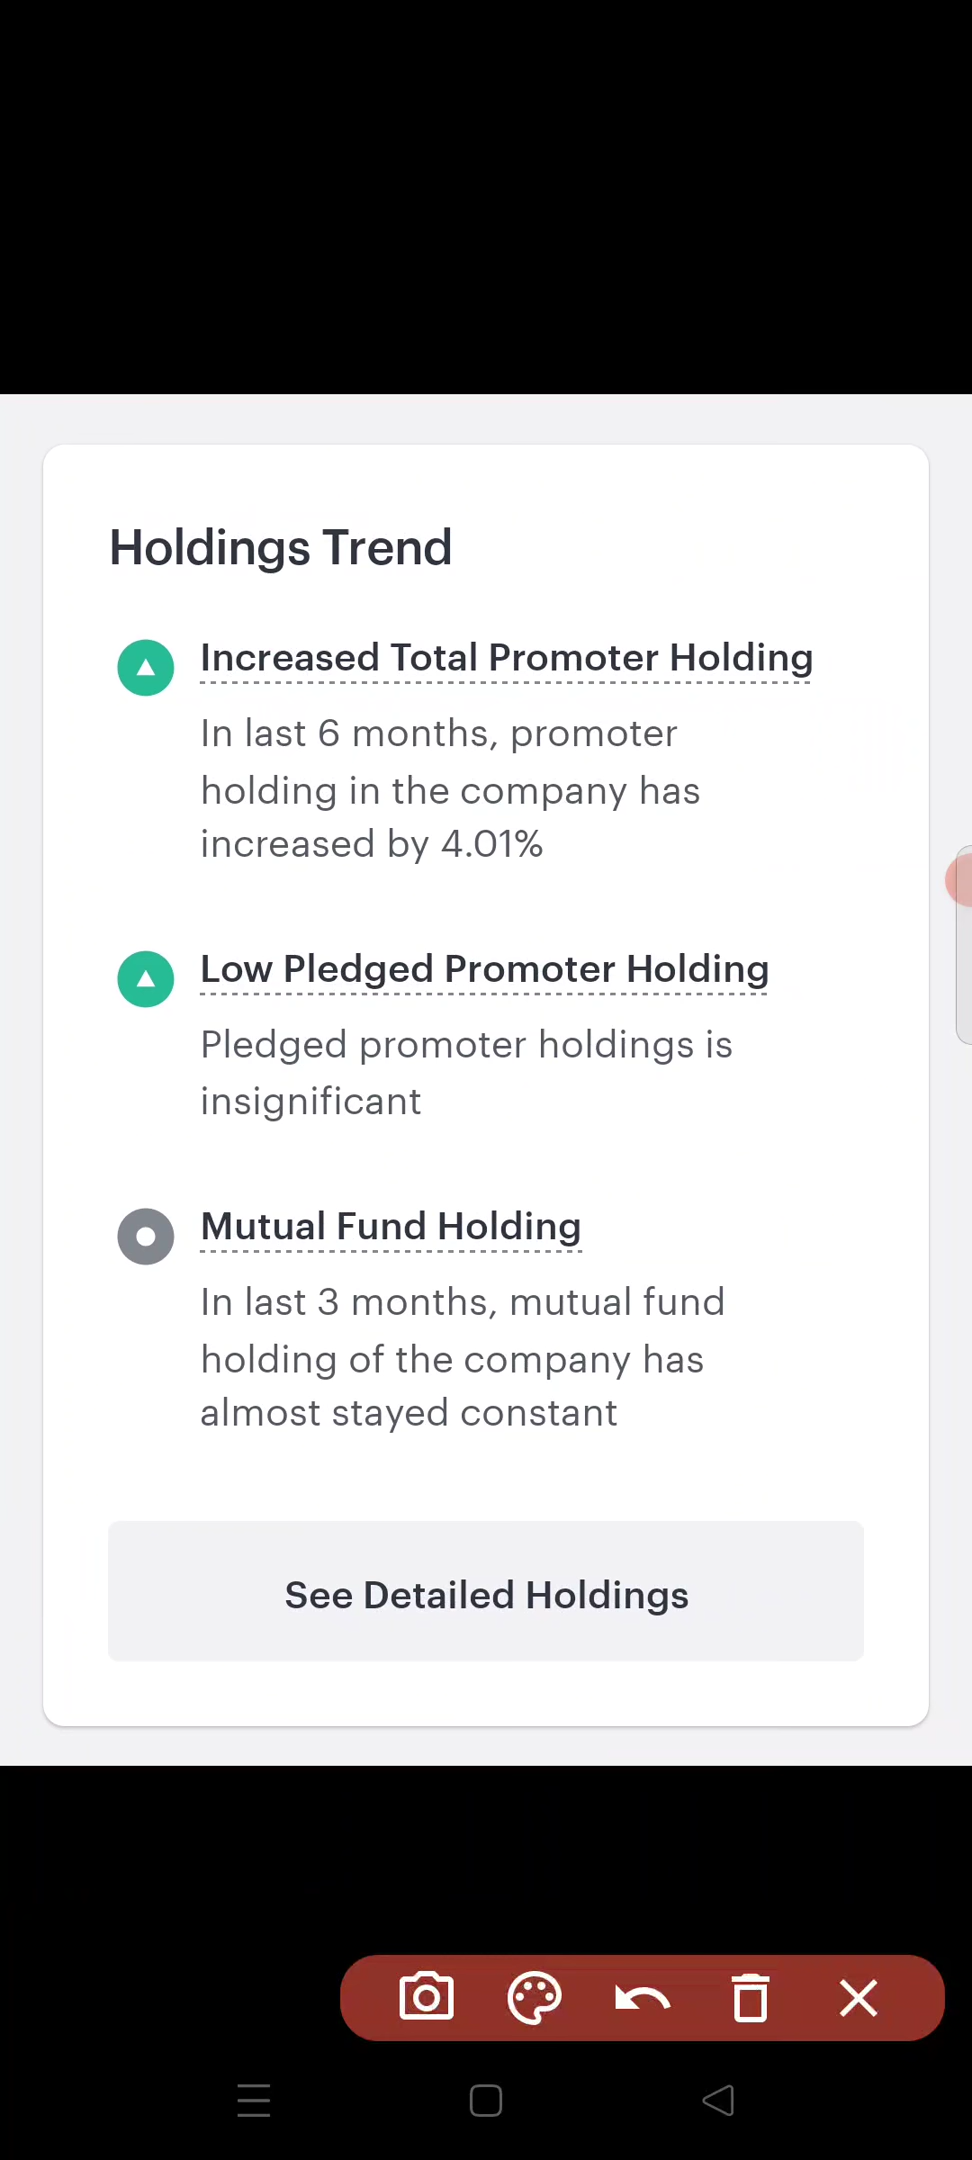 Holdings Trend
Increased Total Promoter Holding
In last 6 months, promoter
holding in the company has
increased by 4.01%
Low Pledged Promoter Holding
Pledged promoter holdings is
insignificant
Mutual Fund Holding
In last 3 months, mutual fund
holding of the company has
almost stayed constant
See Detailed Holdings